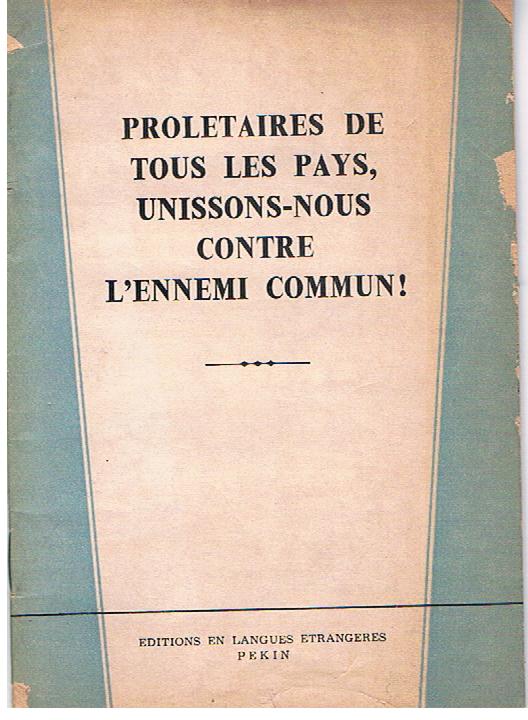 PROLETAIRES DE
TOUS LES PAYS,
UNISSONS-NOUS
CONTRE
L'ENNEMI COMMUN!
EDITIONS EN LANGUES ETRANGERES
PEKIN